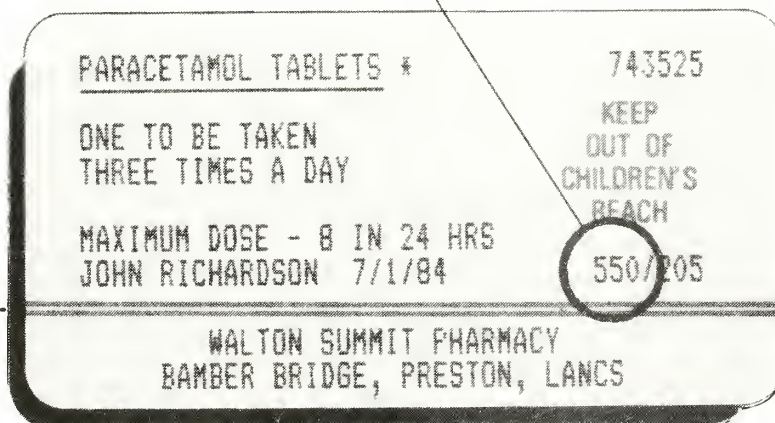 PARACETAMOL TABLETS * 743525
ONE TO BE TAKEN
THREE TIMES A DAY
KEEP
OUT OF
CHILDREN'S
REACH
MAXIMUM DOSE - 8 IN 24 HRS
JOHN RICHARDSON 7/1/84 550/205
WALTON SUMMIT PHARMACY
BAMBER BRIDGE, PRESTON, LANCS